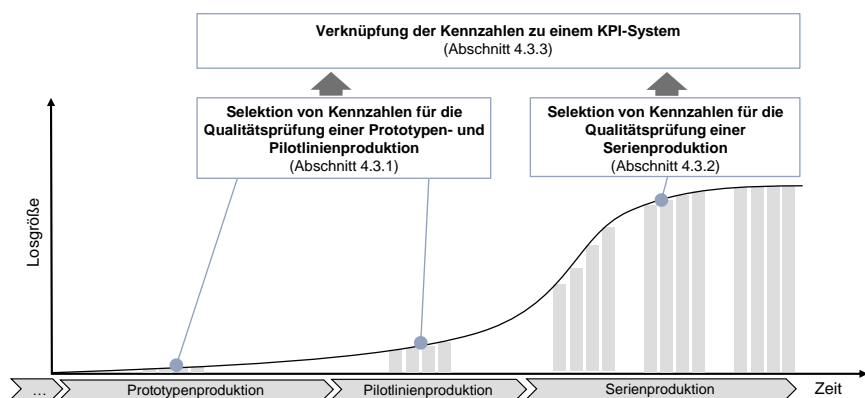 Verknüpfung der Kennzahlen zu einem KPI-System
(Abschnitt 4.3.3)
Selektion von Kennzahlen für die
Qualitätsprüfung einer Prototypen- und
Pilotlinienproduktion
(Abschnitt 4.3.1)
Selektion von Kennzahlen für die
Qualitätsprüfung einer
Serienproduktion
(Abschnitt 4.3.2)
Losgröße
...
Prototypenproduktion
Pilotlinienproduktion
Serienproduktion
Zeit